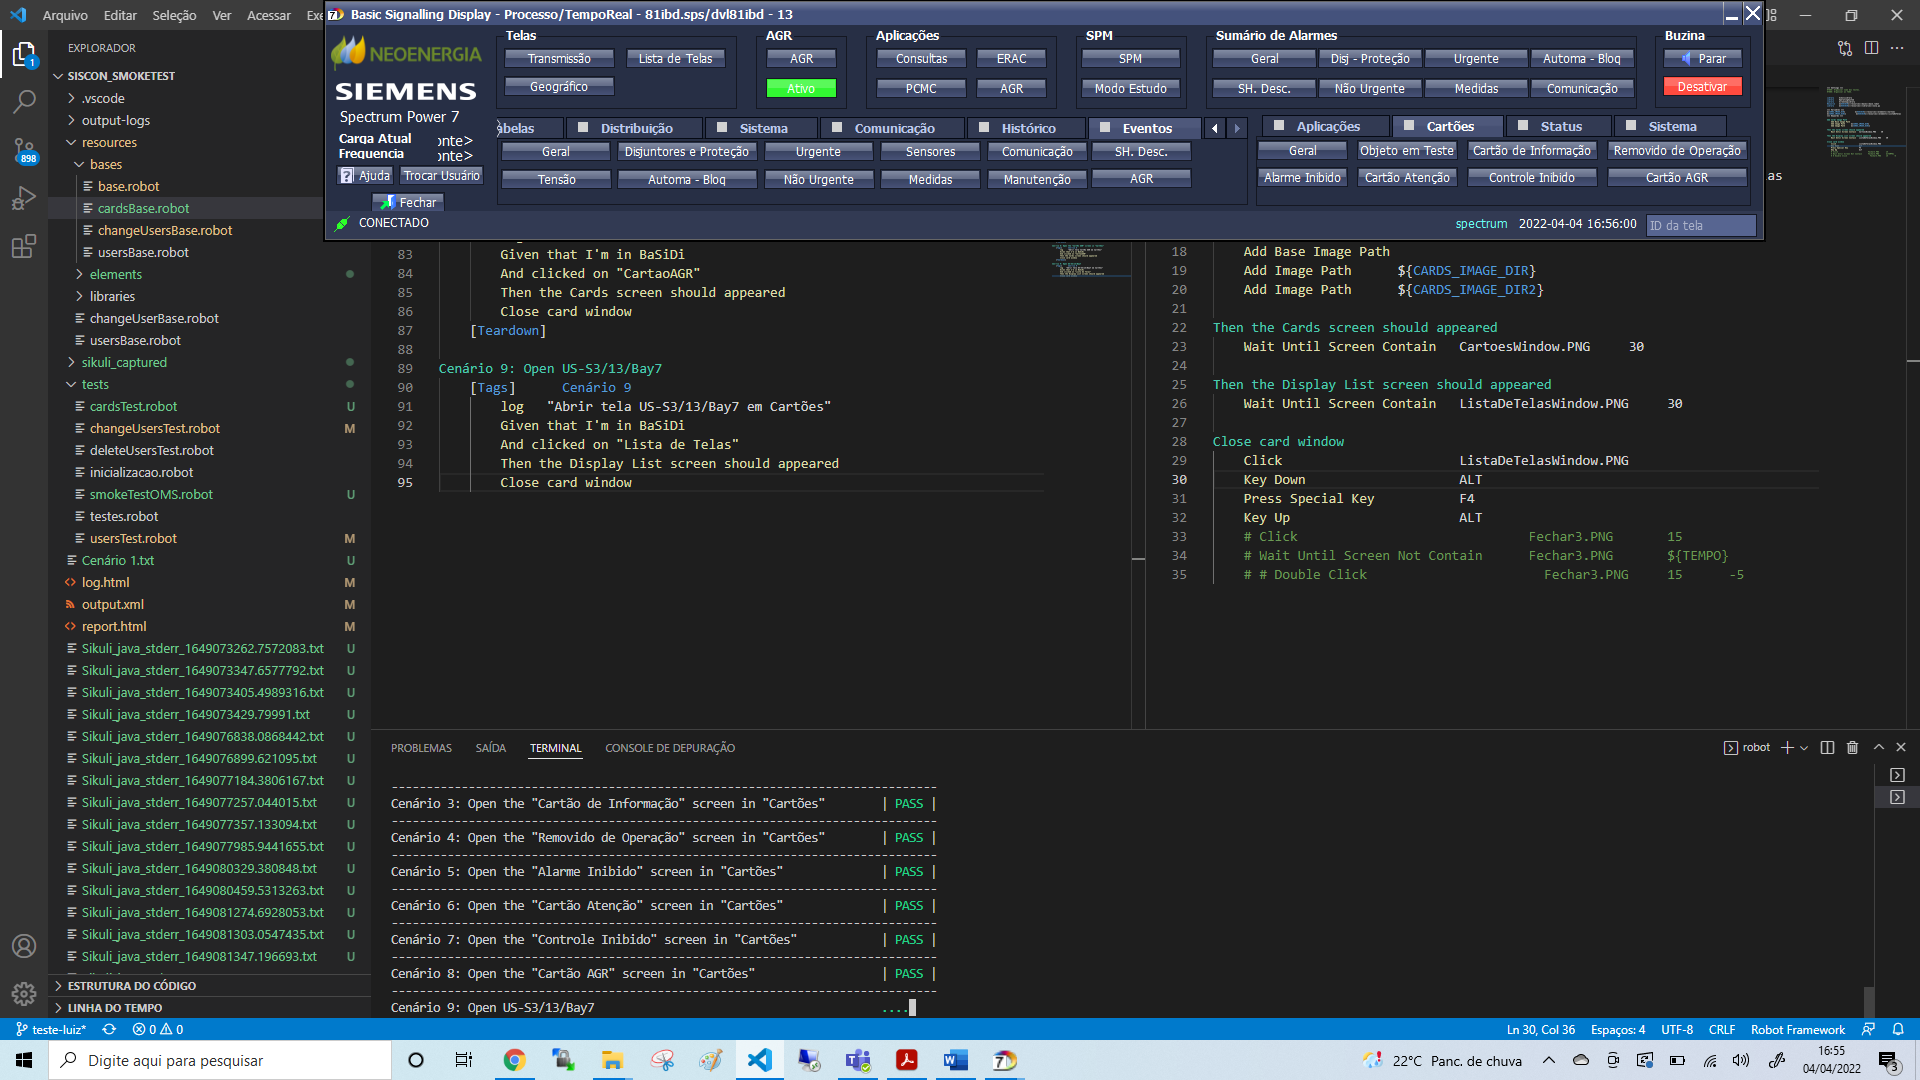 Arquivo Editar Seleção Ver Acessar Exe
Basic Signalling Display - Processo/TempoReal - 81ibd.sps/dvl81ibd - 13
NEOENERGIA
SIEMENS
Spectrum Power 7
Carga Atual
Frequencia
onte>
onte>
Ajuda Trocar Usuário
Fechar
CONECTADO
Telas
Transmissão Lista de Telas
Geográfico
AGR
AGR
Ativo
Aplicações
Consultas ERAC
PCMC AGR
SPM
SPM
Modo Estudo
Sumário de Alarmes
Geral Disj - Proteção Urgente Automa - Bloq
SH. Desc. Não Urgente Medidas Comunicação
Buzina
Parar
Desativar
abelas Distribuição Sistema Comunicação Histórico Eventos
Geral Disjuntores e Proteção Urgente Sensores Comunicação SH. Desc.
Tensão Automa - Bloq Não Urgente Medidas Manutenção AGR
Aplicações Cartões Status Sistema
Geral Objeto em Teste Cartão de Informação Removido de Operação
Alarme Inibido Cartão Atenção Controle Inibido Cartão AGR
spectrum 2022-04-04 16:56:00 ID da tela
EXPLORADOR
SISCON_SMOKETEST
.vscode
output-logs
resources
bases
base.robot
cardsBase.robot
changeUsersBase.robot
usersBase.robot
elements
libraries
changeUserBase.robot
usersBase.robot
sikuli_captured
tests
cardsTest.robot U
changeUsersTest.robot M
deleteUsersTest.robot
inicializacao.robot
smokeTestOMS.robot U
testes.robot
usersTest.robot M
Cenário 1.txt U
log.html M
output.xml M
report.html M
Sikuli_java_stderr_1649073262.7572083.txt U
Sikuli_java_stderr_1649073347.6577792.txt U
Sikuli_java_stderr_1649073405.4989316.txt U
Sikuli_java_stderr_1649073429.79991.txt U
Sikuli_java_stderr_1649076838.0868442.txt U
Sikuli_java_stderr_1649076899.621095.txt U
Sikuli_java_stderr_1649077184.3806167.txt U
Sikuli_java_stderr_1649077257.044015.txt U
Sikuli_java_stderr_1649077357.133094.txt U
Sikuli_java_stderr_1649077985.9441655.txt U
Sikuli_java_stderr_1649080329.380848.txt U
Sikuli_java_stderr_1649080459.5313263.txt U
Sikuli_java_stderr_1649081274.6928053.txt U
Sikuli_java_stderr_1649081303.0547435.txt U
Sikuli_java_stderr_1649081347.196693.txt U
ESTRUTURA DO CÓDIGO
LINHA DO TEMPO
1
898
83 Given that I'm in BaSiDi
84 And clicked on "CartaoAGR"
85 Then the Cards screen should appeared
86 Close card window
87 [Teardown]
88
89 Cenário 9: Open US-S3/13/Bay7
90 [Tags] Cenário 9
91 log "Abrir tela US-S3/13/Bay7 em Cartões"
92 Given that I'm in BaSiDi
93 And clicked on "Lista de Telas"
94 Then the Display List screen should appeared
95 Close card window
as
18 Add Base Image Path
19 Add Image Path ${CARDS_IMAGE_DIR}
20 Add Image Path ${CARDS_IMAGE_DIR2}
21
22 Then the Cards screen should appeared
23 Wait Until Screen Contain CartoesWindow.PNG 30
24
25 Then the Display List screen should appeared
26 Wait Until Screen Contain ListaDeTelasWindow.PNG 30
27
28 Close card window
29 Click ListaDeTelasWindow.PNG
30 Key Down ALT
31 Press Special Key F4
32 Key Up ALT
33 # Click Fechar3.PNG 15
34 # Wait Until Screen Not Contain Fechar3.PNG ${TEMPO}
35 # # Double Click Fechar3.PNG 15 -5
PROBLEMAS SAÍDA TERMINAL CONSOLE DE DEPURAÇÃO
robot
Cenário 3: Open the "Cartão de Informação" screen in "Cartões" | PASS |
Cenário 4: Open the "Removido de Operação" screen in "Cartões" | PASS |
Cenário 5: Open the "Alarme Inibido" screen in "Cartões" | PASS |
Cenário 6: Open the "Cartão Atenção" screen in "Cartões" | PASS |
Cenário 7: Open the "Controle Inibido" screen in "Cartões" | PASS |
Cenário 8: Open the "Cartão AGR" screen in "Cartões" | PASS |
Cenário 9: Open US-S3/13/Bay7 ....
teste-luiz* 0 0
Ln 30, Col 36 Espaços: 4 UTF-8 CRLF Robot Framework
Digite aqui para pesquisar
22°C Panc. de chuva
16:55
04/04/2022
3